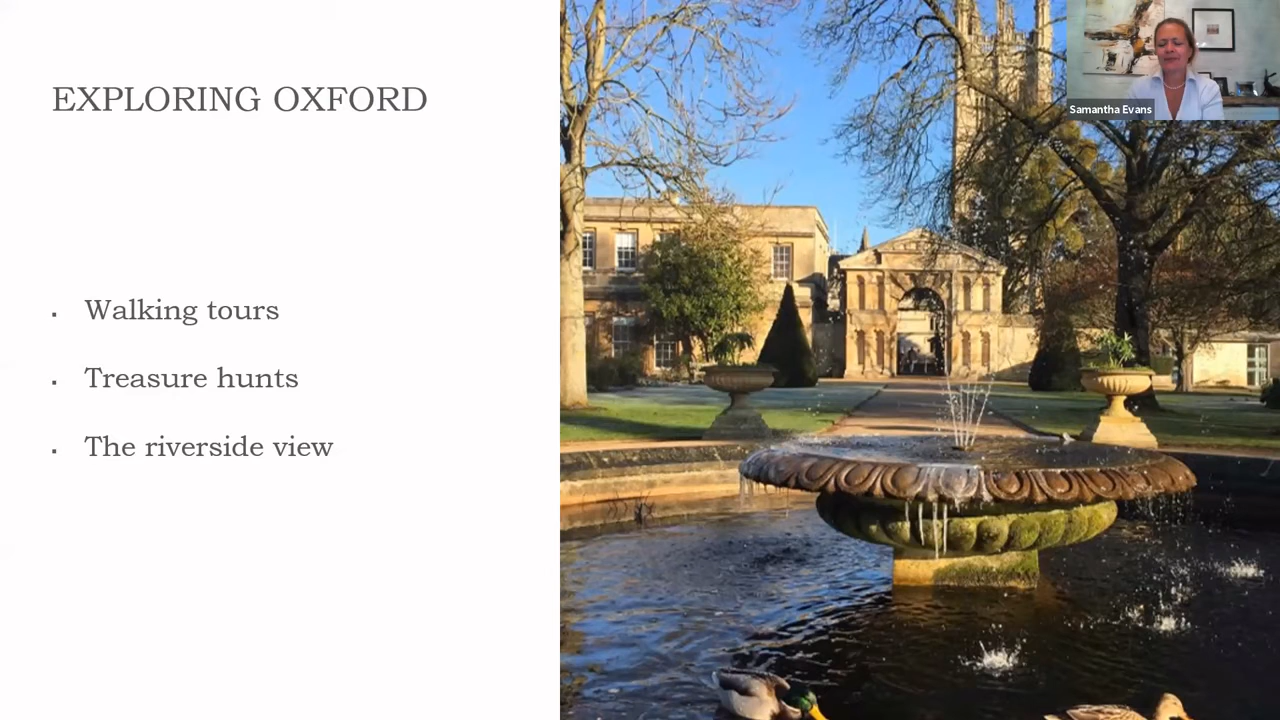 EXPLORING OXFORD
Walking tours
Treasure hunts
The riverside view
Samantha Evans